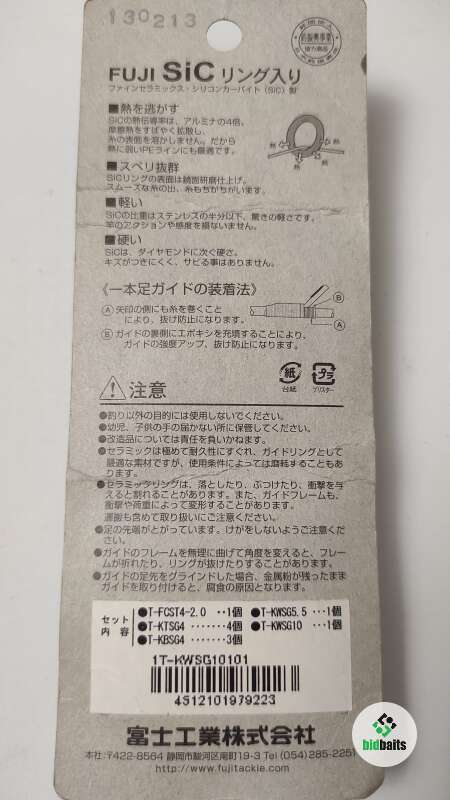 130213
FUJI SiC リング入り
ファインセラミックス・シリコンカーバイト（SiC）製
■熱を逃がす
SiCの熱伝導率は、アルミナの4倍。
摩擦熱をすばやく拡散し、
糸の表面を溶かしません。だから
熱に弱いPEラインにも最適です。
熱
熱 熱
■スベリ抜群
SiCリングの表面は鏡面研磨仕上げ。
スムーズな糸の出、糸もちがちがいます。
■軽い
SiCの比重はステンレスの半分以下、驚きの軽さです。
竿のアクションや感度を損ないません。
■硬い
SiCは、ダイヤモンドに次ぐ硬さ。
キズがつきにくく、サビる事はありません。
《一本足ガイドの装着法》
Ⓐ 矢印の側にも糸を巻くこと
により、抜け防止になります。
Ⓑ ガイドの裏側にエポキシを充填することにより、
ガイドの強度アップ、抜け防止になります。
Ⓑ
Ⓐ
紙 プラ
台紙 ブリスター
⚠注意
●釣り以外の目的には使用しないでください。
●幼児、子供の手の届かない所に保管してください。
●改造品については責任を負いかねます。
●セラミックは極めて耐久性にすぐれ、ガイドリングとして
最適な素材ですが、使用条件によっては磨耗することもあ
ります。
●セラミックリングは、落としたり、ぶつけたり、衝撃を与
えると割れることがあります。また、ガイドフレームも、
衝撃や荷重によって変形することがあります。
運搬も含めて取り扱いにご注意ください。
●足の先端がとがっています。けがをしないようご注意くだ
さい。
●ガイドのフレームを無理に曲げて角度を変えると、フレー
ムが折れたり、リングが抜けたりすることがあります。
●ガイドの足先をグラインドした場合、金属粉が残ったまま
ガイドを取り付けると、腐食の原因となります。
セット内容
●T-FCST4-2.0 ‥1個 ●T-KWSG5.5 ‥1個
●T-KTSG4 ‥‥‥4個 ●T-KWSG10 ‥‥1個
●T-KBSG4 ‥‥‥3個
1T-KWSG10101
4512101979223
富士工業株式会社
本社:〒422-8564 静岡市駿河区南町19-3 Tel (054)285-2251
http://www.fujitackle.com
bidbaits